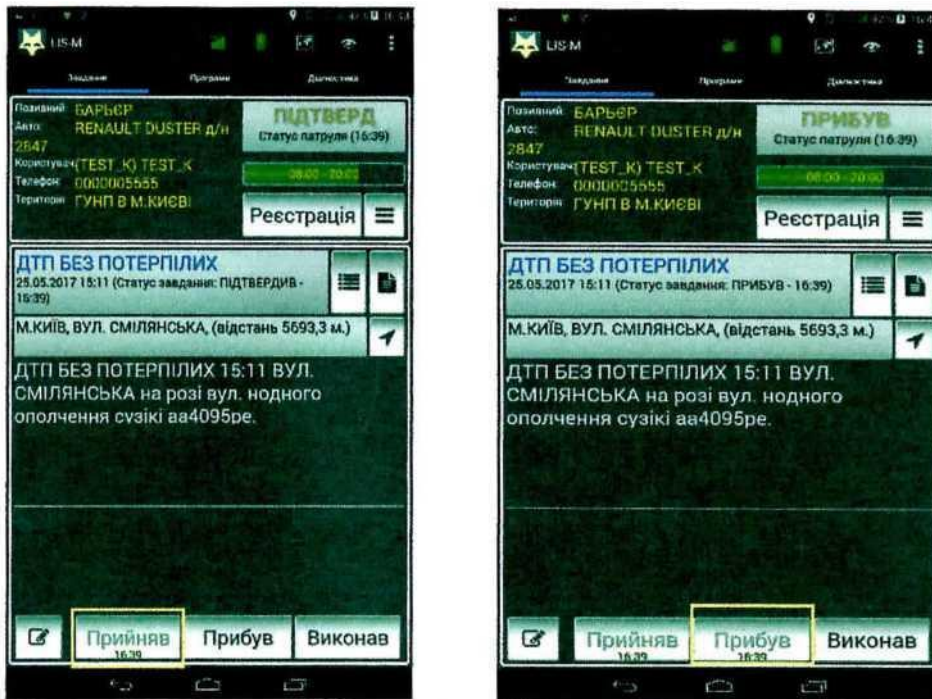 LIS-M
Завдання Програми Діагностика
Позивний: БАРЬЄР
Авто: RENAULT DUSTER д/н
2847
Користувач: (TEST_K) TEST_K
Телефон: 0000005555
Територія: ГУНП В М.КИЄВІ
ПІДТВЕРД
Статус патруля (16:39)
08:00 - 20:00
Реєстрація
ДТП БЕЗ ПОТЕРПІЛИХ
25.05.2017 15:11 (Статус завдання: ПІДТВЕРДИВ -
16:39)
М.КИЇВ, ВУЛ. СМІЛЯНСЬКА, (відстань 5693,3 м.)
ДТП БЕЗ ПОТЕРПІЛИХ 15:11 ВУЛ.
СМІЛЯНСЬКА на розі вул. нодного
ополчення сузікі аа4095ре.
Прийняв Прибув Виконав
16:39
LIS-M
Завдання Програми Діагностика
Позивний: БАРЬЄР
Авто: RENAULT DUSTER д/н
2847
Користувач: (TEST_K) TEST_K
Телефон: 0000005555
Територія: ГУНП В М.КИЄВІ
ПРИБУВ
Статус патруля (16:39)
08:00 - 20:00
Реєстрація
ДТП БЕЗ ПОТЕРПІЛИХ
25.05.2017 15:11 (Статус завдання: ПРИБУВ - 16:39)
М.КИЇВ, ВУЛ. СМІЛЯНСЬКА, (відстань 5693,3 м.)
ДТП БЕЗ ПОТЕРПІЛИХ 15:11 ВУЛ.
СМІЛЯНСЬКА на розі вул. нодного
ополчення сузікі аа4095ре.
Прийняв Прибув Виконав
16:39 16:39